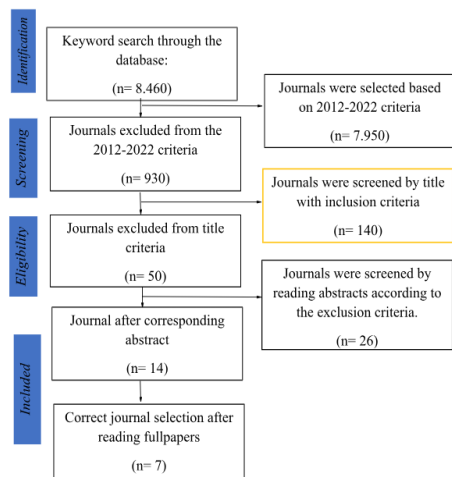 Identification
Keyword search through the
database:
(n= 8.460)
Journals were selected based
on 2012-2022 criteria
(n= 7.950)
Screening
Journals excluded from the
2012-2022 criteria
(n= 930)
Journals were screened by title
with inclusion criteria
(n= 140)
Eligibility
Journals excluded from title
criteria
(n= 50)
Journals were screened by
reading abstracts according to
the exclusion criteria.
(n= 26)
Included
Journal after corresponding
abstract
(n= 14)
Correct journal selection after
reading fullpapers
(n= 7)